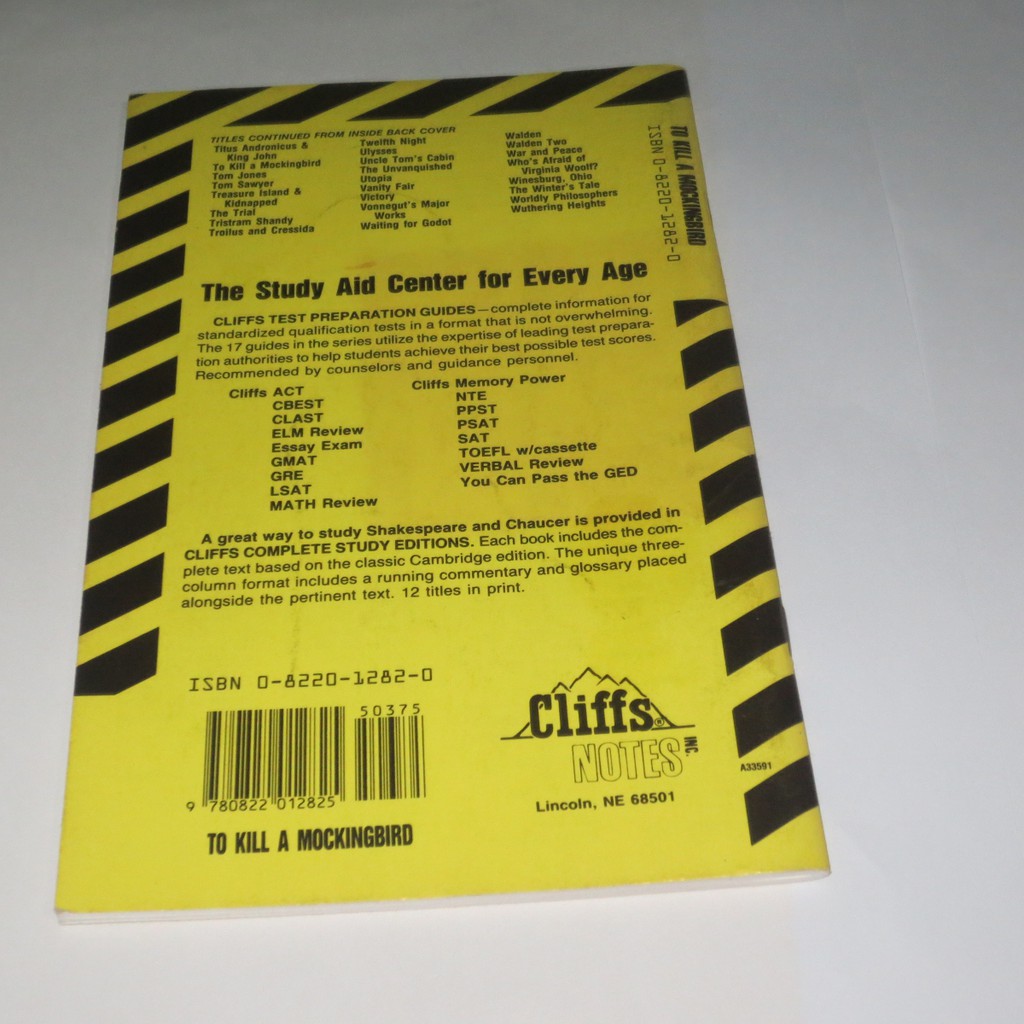 TITLES CONTINUED FROM INSIDE BACK COVER
Titus Andronicus &
King John
To Kill a Mockingbird
Tom Jones
Tom Sawyer
Treasure Island &
Kidnapped
The Trial
Tristram Shandy
Troilus and Cressida
Twelfth Night
Ulysses
Uncle Tom's Cabin
The Unvanquished
Utopia
Vanity Fair
Victory
Vonnegut's Major
Works
Waiting for Godot
Walden
Walden Two
War and Peace
Who's Afraid of
Virginia Woolf?
Winesburg, Ohio
The Winter's Tale
Worldly Philosophers
Wuthering Heights
TO KILL A MOCKINGBIRD
ISBN 0-8220-1282-0
The Study Aid Center for Every Age
CLIFFS TEST PREPARATION GUIDES—complete information for
standardized qualification tests in a format that is not overwhelming.
The 17 guides in the series utilize the expertise of leading test prepara-
tion authorities to help students achieve their best possible test scores.
Recommended by counselors and guidance personnel.
Cliffs ACT
CBEST
CLAST
ELM Review
Essay Exam
GMAT
GRE
LSAT
MATH Review
Cliffs Memory Power
NTE
PPST
PSAT
SAT
TOEFL w/cassette
VERBAL Review
You Can Pass the GED
A great way to study Shakespeare and Chaucer is provided in
CLIFFS COMPLETE STUDY EDITIONS. Each book includes the com-
plete text based on the classic Cambridge edition. The unique three-
column format includes a running commentary and glossary placed
alongside the pertinent text. 12 titles in print.
ISBN 0-8220-1282-0
50375
9 780822 012825
TO KILL A MOCKINGBIRD
Cliffs®
NOTES INC.
Lincoln, NE 68501
A33591